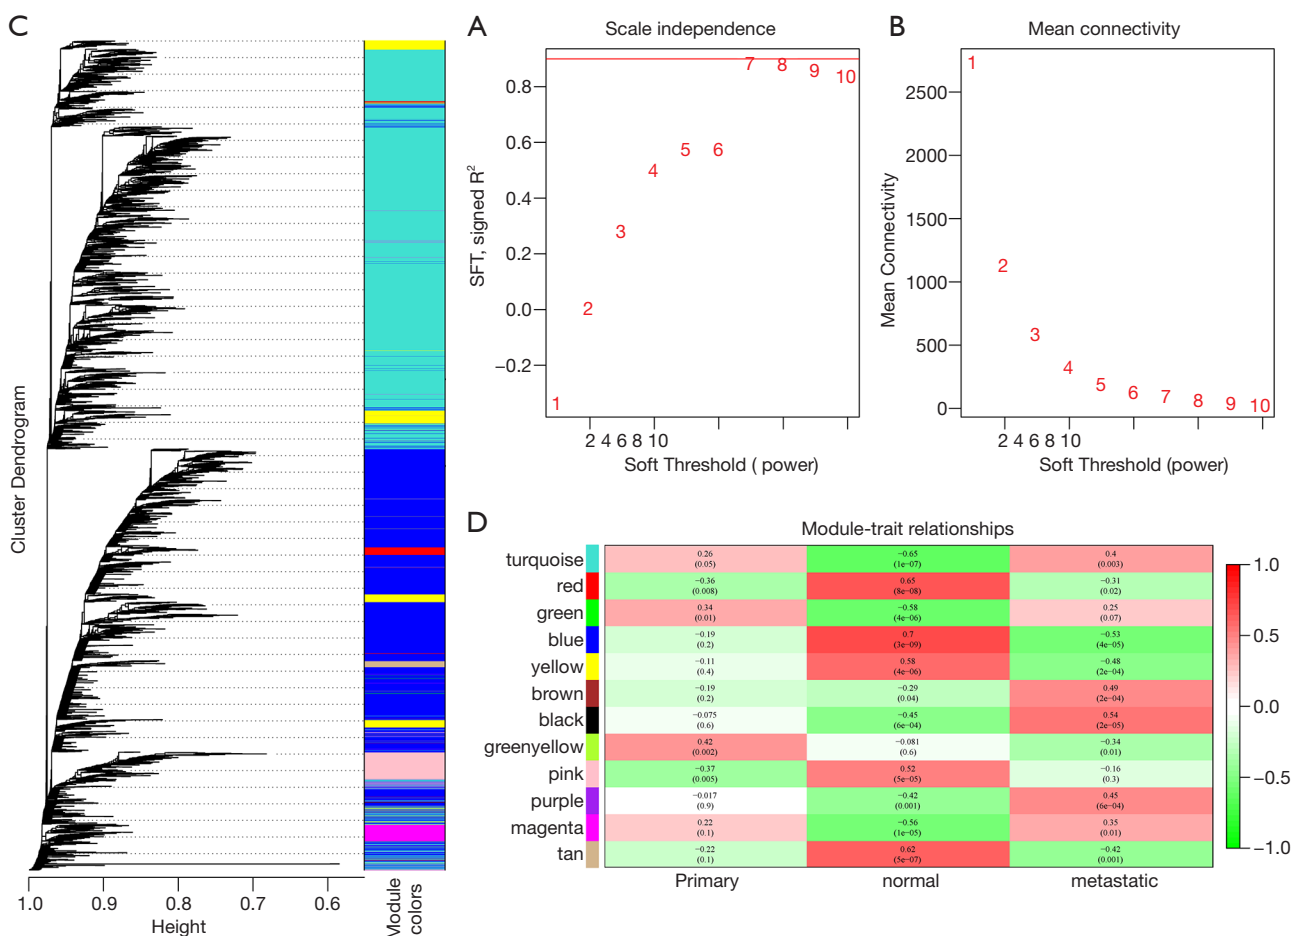 C
Cluster Dendrogram
1.0 0.9 0.8 0.7 0.6
Height
Module
colors
A
Scale independence
SFT, signed R²
0.8
0.6
0.4
0.2
0.0
−0.2
1
2
3
4
5
6
7
8
9
10
2 4 6 8 10
Soft Threshold ( power)
B
Mean connectivity
Mean Connectivity
2500
2000
1500
1000
500
0
1
2
3
4
5
6
7
8
9
10
2 4 6 8 10
Soft Threshold (power)
D
Module-trait relationships
turquoise 0.26 −0.65 0.4
(0.05) (1e-07) (0.003)
red −0.36 0.65 −0.31
(0.008) (8e-08) (0.02)
green 0.34 −0.58 0.25
(0.01) (4e-06) (0.07)
blue −0.19 0.7 −0.53
(0.2) (3e-09) (4e-05)
yellow −0.11 0.58 −0.48
(0.4) (4e-06) (2e-04)
brown −0.19 −0.29 0.49
(0.2) (0.04) (2e-04)
black −0.075 −0.45 0.54
(0.6) (6e-04) (2e-05)
greenyellow 0.42 −0.081 −0.34
(0.002) (0.6) (0.01)
pink −0.37 0.52 −0.16
(0.005) (5e-05) (0.3)
purple −0.017 −0.42 0.45
(0.9) (0.001) (6e-04)
magenta 0.22 −0.56 0.35
(0.1) (1e-05) (0.01)
tan −0.22 0.62 −0.42
(0.1) (5e-07) (0.001)
Primary normal metastatic
1.0
0.5
0.0
−0.5
−1.0